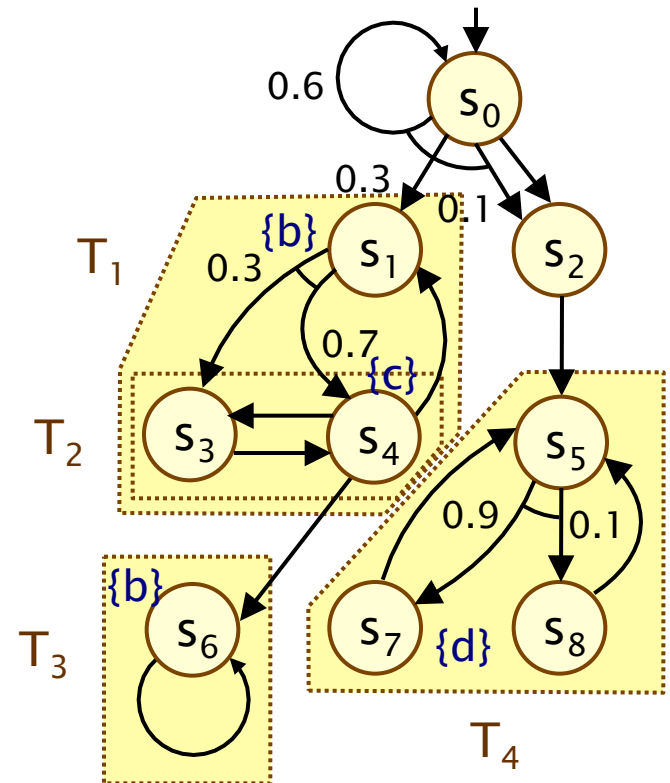 s0
0.6
0.3
0.1
{b}
s1
s2
T1
0.3
0.7
{c}
T2
s3
s4
s5
0.9
0.1
{b}
s6
s7
{d}
s8
T3
T4